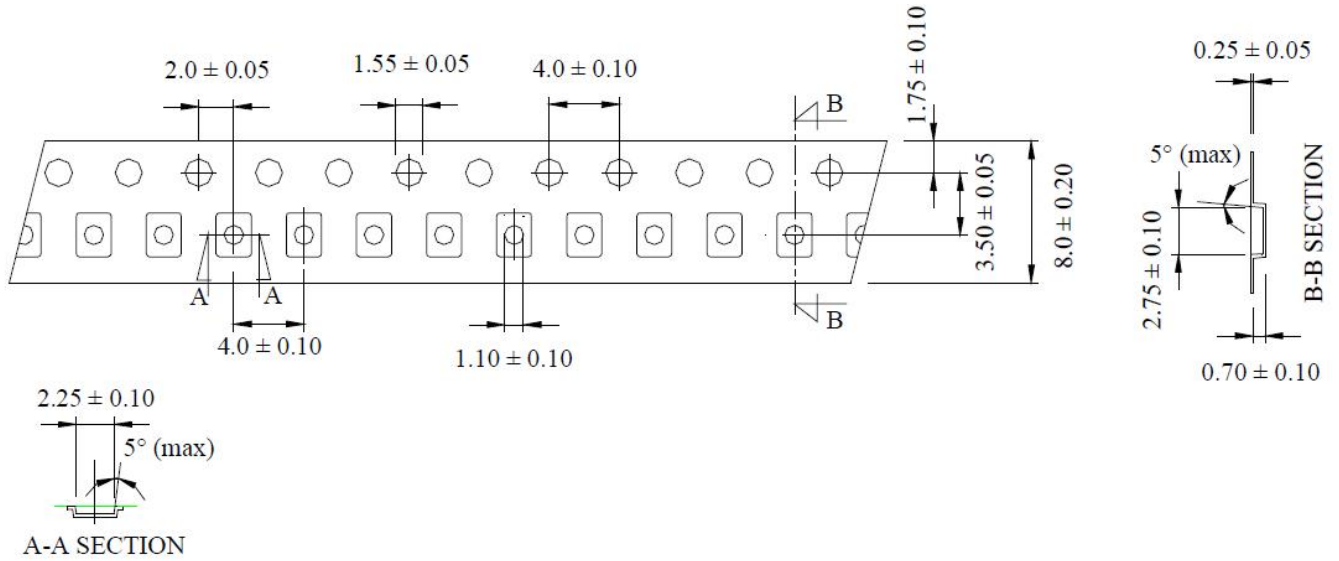 2.0 ± 0.05
1.55 ± 0.05
4.0 ± 0.10
1.75 ± 0.10
0.25 ± 0.05
B
5° (max)
3.50 ± 0.05
8.0 ± 0.20
2.75 ± 0.10
B-B SECTION
A
A
B
4.0 ± 0.10
1.10 ± 0.10
0.70 ± 0.10
2.25 ± 0.10
5° (max)
A-A SECTION